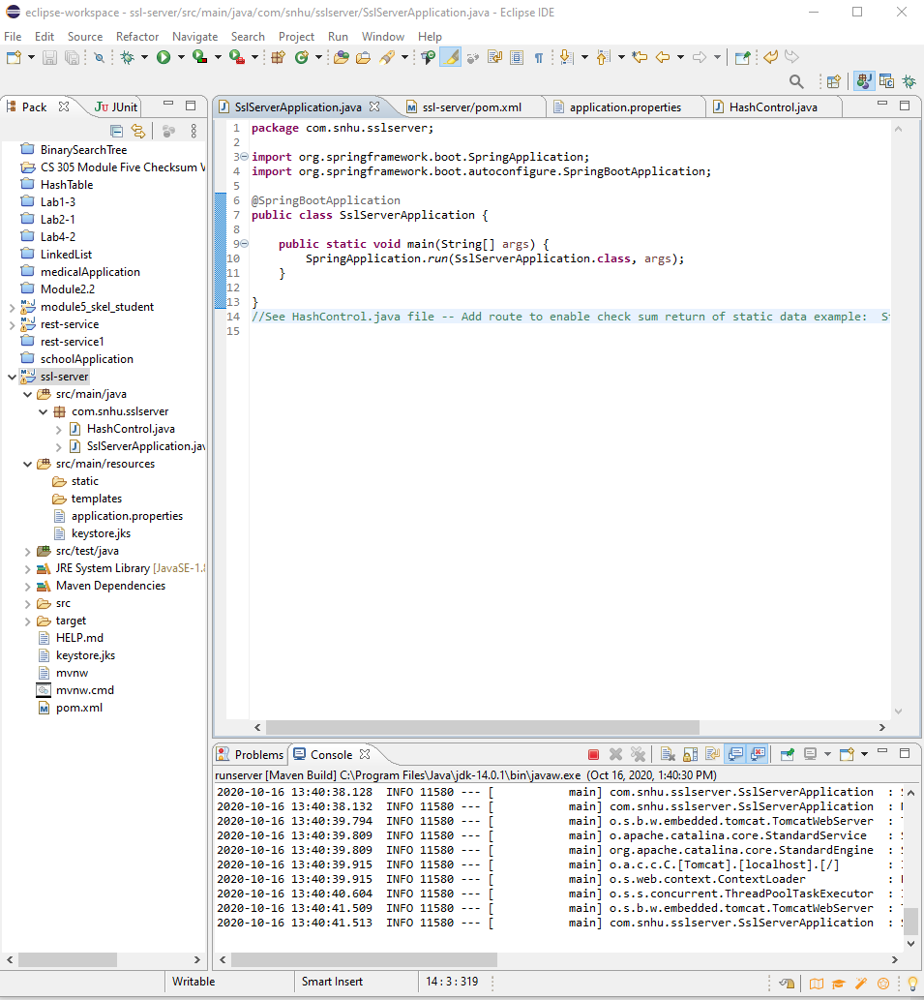 eclipse-workspace - ssl-server/src/main/java/com/snhu/sslserver/SslServerApplication.java - Eclipse IDE
File Edit Source Refactor Navigate Search Project Run Window Help
Pack JUnit
BinarySearchTree
CS 305 Module Five Checksum V
HashTable
Lab1-3
Lab2-1
Lab4-2
LinkedList
medicalApplication
Module2.2
module5_skel_student
rest-service
rest-service1
schoolApplication
ssl-server
src/main/java
com.snhu.sslserver
HashControl.java
SslServerApplication.jav
src/main/resources
static
templates
application.properties
keystore.jks
src/test/java
JRE System Library [JavaSE-1.8
Maven Dependencies
src
target
HELP.md
keystore.jks
mvnw
mvnw.cmd
pom.xml
SslServerApplication.java ssl-server/pom.xml application.properties HashControl.java
1 package com.snhu.sslserver;
2
3 import org.springframework.boot.SpringApplication;
4 import org.springframework.boot.autoconfigure.SpringBootApplication;
5
6 @SpringBootApplication
7 public class SslServerApplication {
8
9 public static void main(String[] args) {
10 SpringApplication.run(SslServerApplication.class, args);
11 }
12
13 }
14 //See HashControl.java file -- Add route to enable check sum return of static data example: S
15
Problems Console
runserver [Maven Build] C:\Program Files\Java\jdk-14.0.1\bin\javaw.exe (Oct 16, 2020, 1:40:30 PM)
2020-10-16 13:40:38.128 INFO 11580 --- [ main] com.snhu.sslserver.SslServerApplication :
2020-10-16 13:40:38.132 INFO 11580 --- [ main] com.snhu.sslserver.SslServerApplication :
2020-10-16 13:40:39.794 INFO 11580 --- [ main] o.s.b.w.embedded.tomcat.TomcatWebServer :
2020-10-16 13:40:39.809 INFO 11580 --- [ main] o.apache.catalina.core.StandardService :
2020-10-16 13:40:39.809 INFO 11580 --- [ main] org.apache.catalina.core.StandardEngine :
2020-10-16 13:40:39.915 INFO 11580 --- [ main] o.a.c.c.C.[Tomcat].[localhost].[/] :
2020-10-16 13:40:39.915 INFO 11580 --- [ main] o.s.web.context.ContextLoader :
2020-10-16 13:40:40.604 INFO 11580 --- [ main] o.s.s.concurrent.ThreadPoolTaskExecutor :
2020-10-16 13:40:41.509 INFO 11580 --- [ main] o.s.b.w.embedded.tomcat.TomcatWebServer :
2020-10-16 13:40:41.513 INFO 11580 --- [ main] com.snhu.sslserver.SslServerApplication :
Writable Smart Insert 14 : 3 : 319